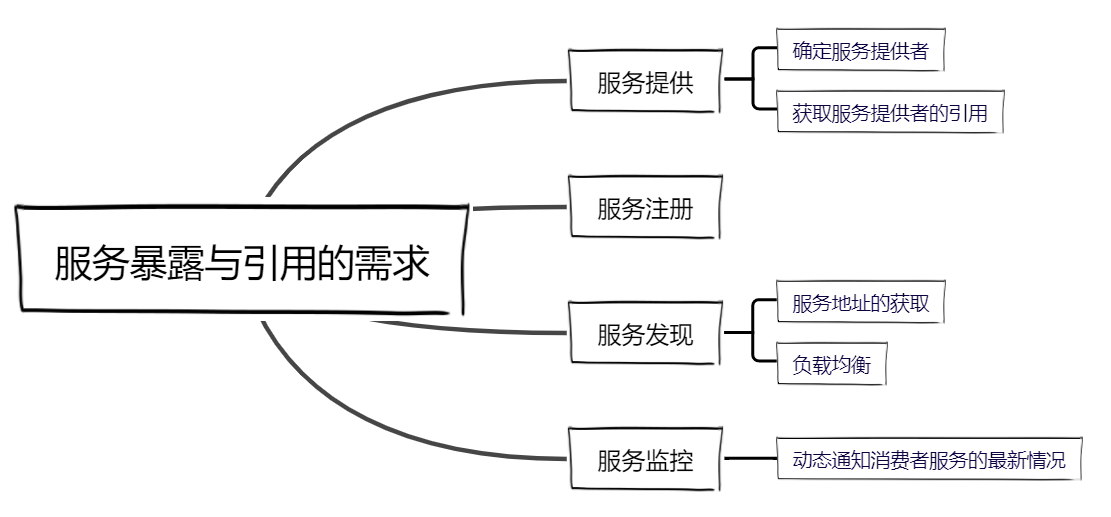 服务暴露与引用的需求
服务提供
确定服务提供者
获取服务提供者的引用
服务注册
服务发现
服务地址的获取
负载均衡
服务监控
动态通知消费者服务的最新情况